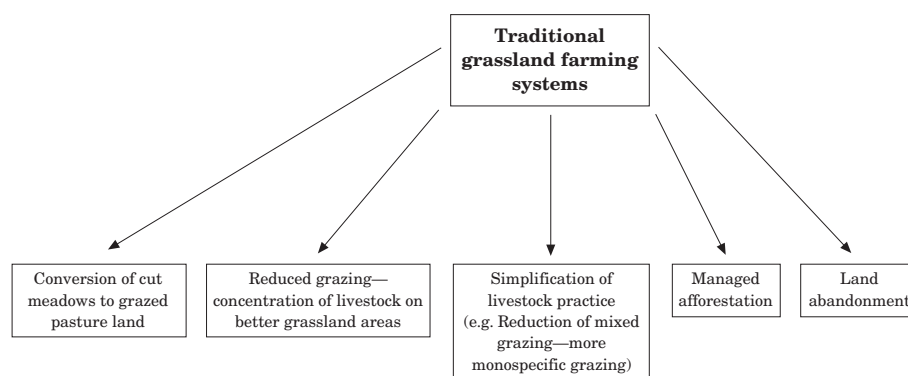 Traditional
grassland farming
systems
Conversion of cut
meadows to grazed
pasture land
Reduced grazing—
concentration of livestock on
better grassland areas
Simplification of
livestock practice
(e.g. Reduction of mixed
grazing—more
monospecific grazing)
Managed
afforestation
Land
abandonment